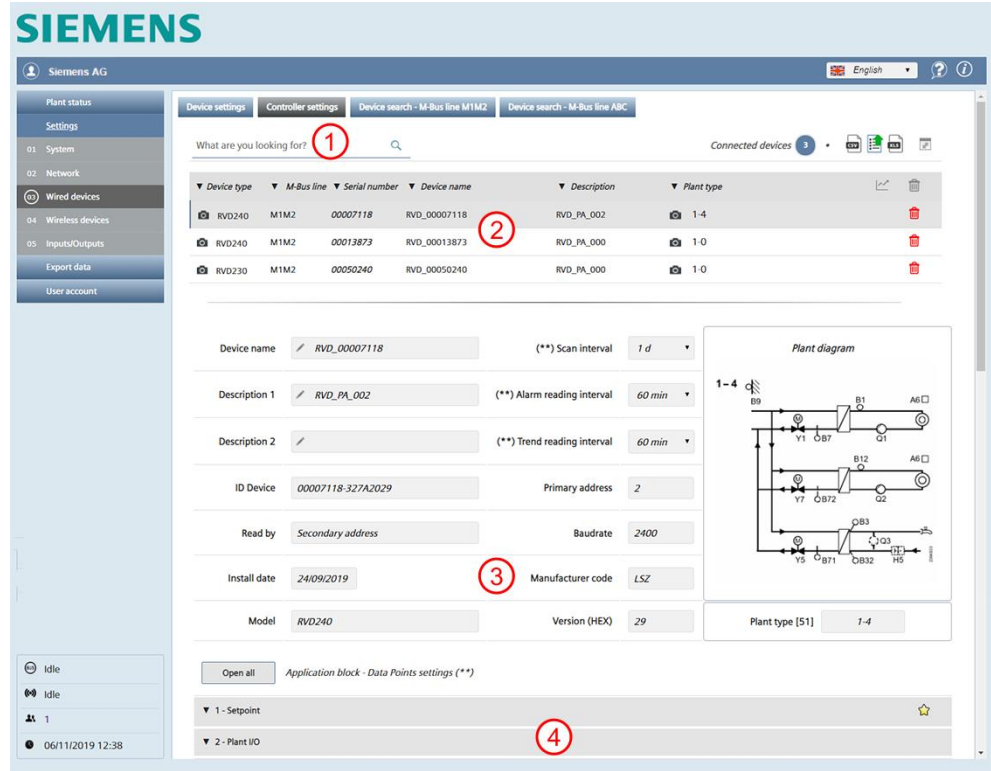 SIEMENS
Siemens AG
English
Plant status
Settings
01 System
02 Network
03 Wired devices
04 Wireless devices
05 Inputs/Outputs
Export data
User account
Device settings Controller settings Device search - M-Bus line M1M2 Device search - M-Bus line ABC
What are you looking for? 1
Connected devices 3 CSV XLS
▼ Device type ▼ M-Bus line ▼ Serial number ▼ Device name ▼ Description ▼ Plant type
RVD240 M1M2 00007118 RVD_00007118 RVD_PA_002 1-4
2
RVD240 M1M2 00013873 RVD_00013873 RVD_PA_000 1-0
RVD230 M1M2 00050240 RVD_00050240 RVD_PA_000 1-0
Device name RVD_00007118 (**) Scan interval 1 d
Description 1 RVD_PA_002 (**) Alarm reading interval 60 min
Description 2 (**) Trend reading interval 60 min
ID Device 00007118-327A2029 Primary address 2
Read by Secondary address Baudrate 2400
Install date 24/09/2019 3 Manufacturer code LSZ
Model RVD240 Version (HEX) 29
Plant diagram
1-4
B9 B1 A6
M
Y1 B7 Q1
B12 A6
M
Y7 B72 Q2
B3
M Q3
Y5 B71 B32 H5
Plant type [51] 1-4
Open all Application block - Data Points settings (**)
▼ 1 - Setpoint
▼ 2 - Plant I/O 4
Idle
Idle
1
06/11/2019 12:38